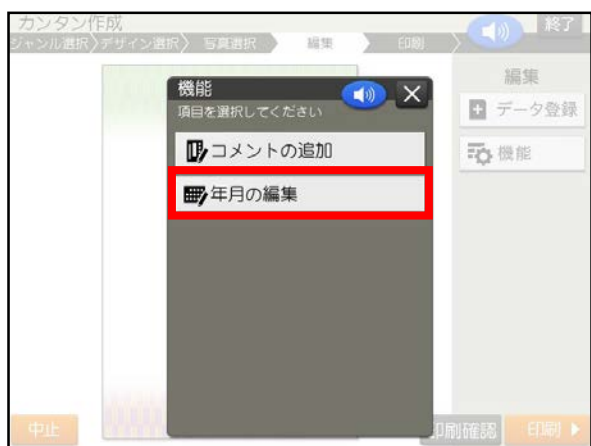 カンタン作成
終了
ジャンル選択〉デザイン選択〉 写真選択 〉 編集 〉 印刷
編集
機能
項目を選択してください
データ登録
コメントの追加
機能
年月の編集
中止
印刷確認
印刷